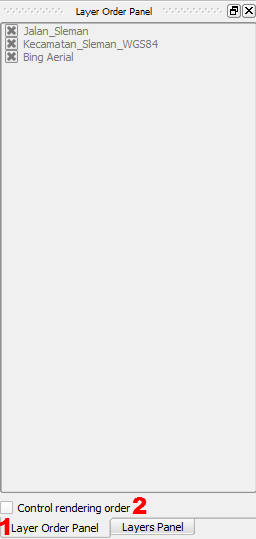 Layer Order Panel
Jalan_Sleman
Kecamatan_Sleman_WGS84
Bing Aerial
Control rendering order 2
1 Layer Order Panel Layers Panel